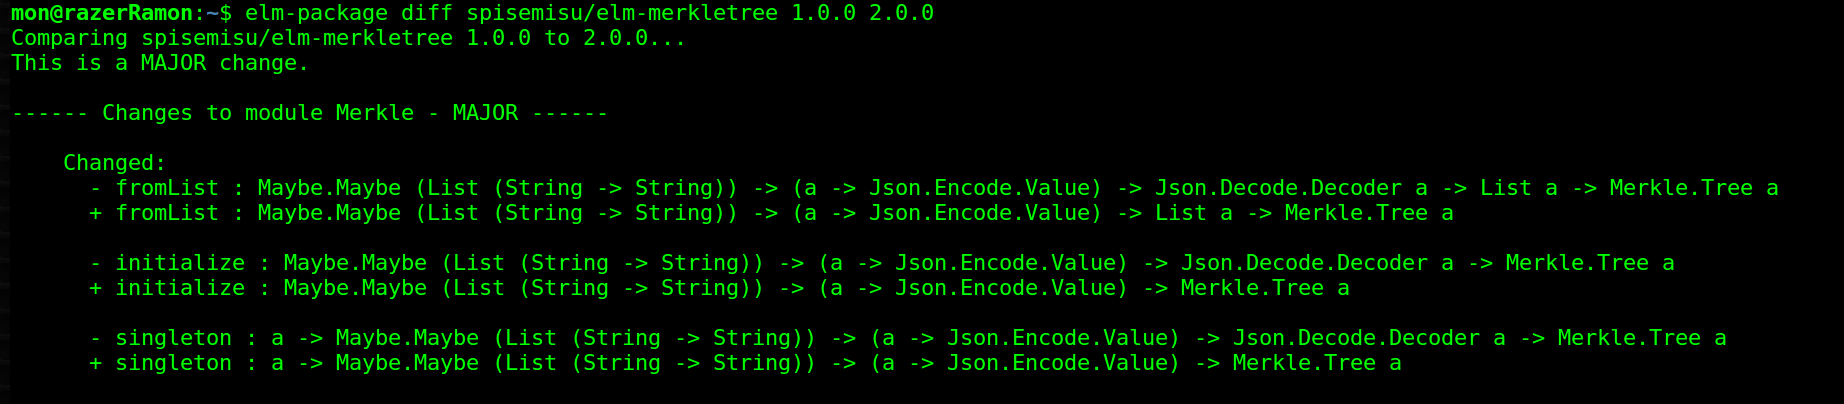 mon@razerRamon:~$ elm-package diff spisemisu/elm-merkletree 1.0.0 2.0.0
Comparing spisemisu/elm-merkletree 1.0.0 to 2.0.0...
This is a MAJOR change.
------ Changes to module Merkle - MAJOR ------
Changed:
- fromList : Maybe.Maybe (List (String -> String)) -> (a -> Json.Encode.Value) -> Json.Decode.Decoder a -> List a -> Merkle.Tree a
+ fromList : Maybe.Maybe (List (String -> String)) -> (a -> Json.Encode.Value) -> List a -> Merkle.Tree a
- initialize : Maybe.Maybe (List (String -> String)) -> (a -> Json.Encode.Value) -> Json.Decode.Decoder a -> Merkle.Tree a
+ initialize : Maybe.Maybe (List (String -> String)) -> (a -> Json.Encode.Value) -> Merkle.Tree a
- singleton : a -> Maybe.Maybe (List (String -> String)) -> (a -> Json.Encode.Value) -> Json.Decode.Decoder a -> Merkle.Tree a
+ singleton : a -> Maybe.Maybe (List (String -> String)) -> (a -> Json.Encode.Value) -> Merkle.Tree a